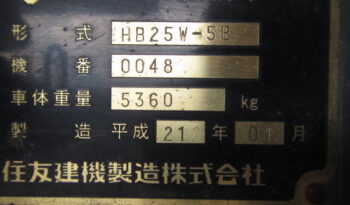 形 式 HB25W-5B
機 番 0048
車体重量 5360 kg
製 造 平成 21 年 01 月
住友建機製造株式会社